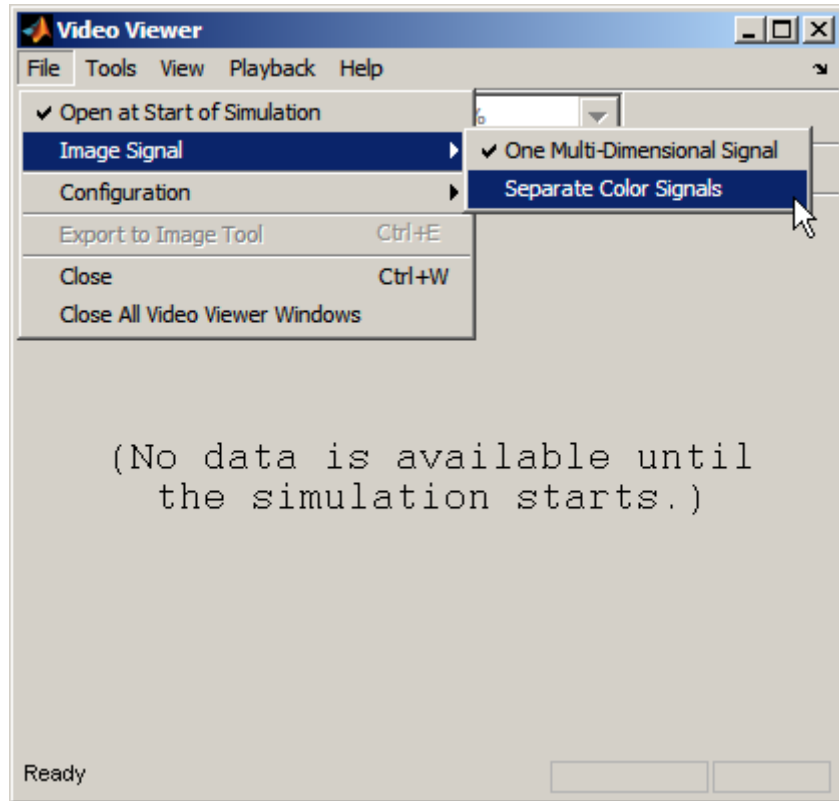 Video Viewer
File Tools View Playback Help
Open at Start of Simulation
Image Signal
One Multi-Dimensional Signal
Configuration
Separate Color Signals
Export to Image Tool Ctrl+E
Close Ctrl+W
Close All Video Viewer Windows
(No data is available until
the simulation starts.)
Ready